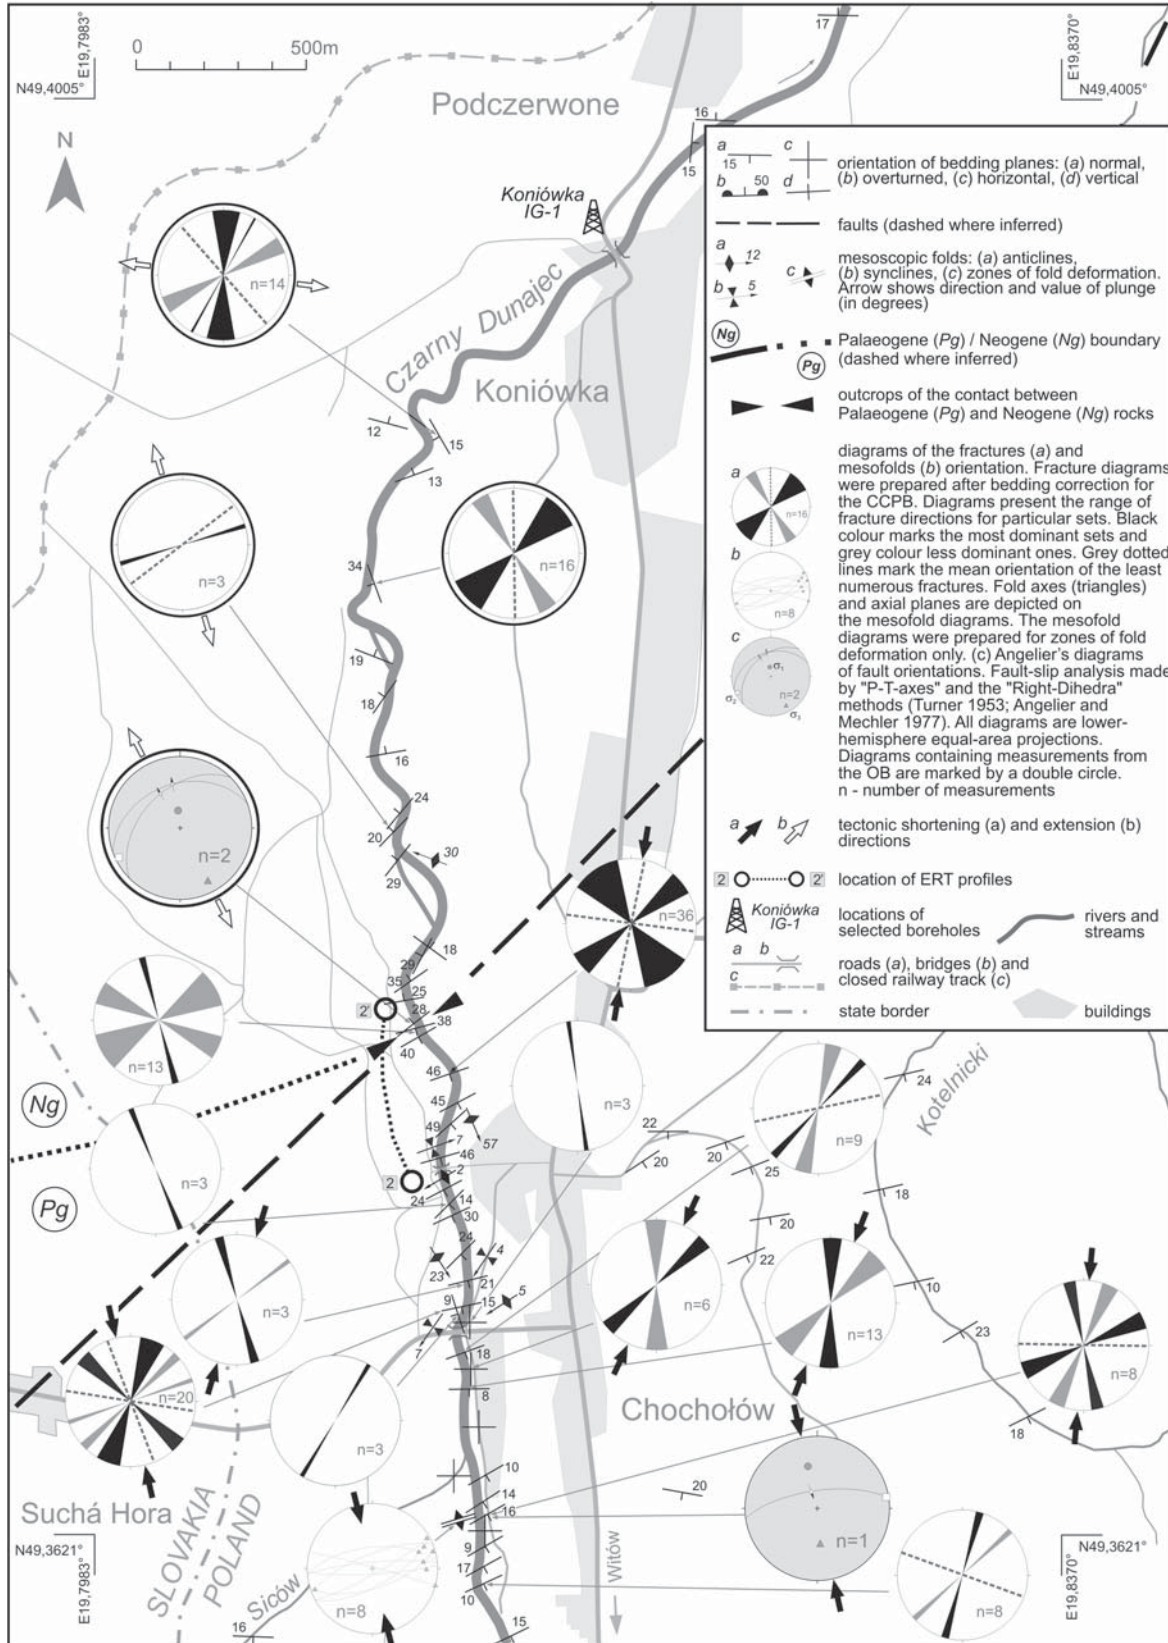 E19,7983°
0 500m
N49,4005°
N
Podczerwone
Koniówka
IG-1
Czarny Dunajec
Koniówka
17
16
15
E19,8370°
N49,4005°
a
15
c
b
50
d
orientation of bedding planes: (a) normal,
(b) overturned, (c) horizontal, (d) vertical
faults (dashed where inferred)
a
12
b
5
c
mesoscopic folds: (a) anticlines,
(b) synclines, (c) zones of fold deformation.
Arrow shows direction and value of plunge
(in degrees)
Ng
Pg
Palaeogene (Pg) / Neogene (Ng) boundary
(dashed where inferred)
outcrops of the contact between
Palaeogene (Pg) and Neogene (Ng) rocks
a
n=16
b
n=8
c
σ1
n=2
σ2
σ3
diagrams of the fractures (a) and
mesofolds (b) orientation. Fracture diagrams
were prepared after bedding correction for
the CCPB. Diagrams present the range of
fracture directions for particular sets. Black
colour marks the most dominant sets and
grey colour less dominant ones. Grey dotted
lines mark the mean orientation of the least
numerous fractures. Fold axes (triangles)
and axial planes are depicted on
the mesofold diagrams. The mesofold
diagrams were prepared for zones of fold
deformation only. (c) Angelier's diagrams
of fault orientations. Fault-slip analysis made
by "P-T-axes" and the "Right-Dihedra"
methods (Turner 1953; Angelier and
Mechler 1977). All diagrams are lower-
hemisphere equal-area projections.
Diagrams containing measurements from
the OB are marked by a double circle.
n - number of measurements
a b
tectonic shortening (a) and extension (b)
directions
2 2'
location of ERT profiles
Koniówka
IG-1
locations of
selected boreholes
rivers and
streams
a b
c
roads (a), bridges (b) and
closed railway track (c)
state border
buildings
n=14
12
15
13
n=3
34
n=16
19
18
16
n=2
24
20
30
29
n=36
18
29
35
25
2'
28
38
40
n=13
46
Ng
n=3
45
49
7
57
46
n=3
22
20
20
25
n=9
24
Kotelnicki
18
Pg
2
2
24
14
30
24
4
23
21
5
9
15
7
18
8
n=3
n=20
n=3
n=6
20
22
n=13
10
23
n=8
18
Chochołów
Suchá Hora
SLOVAKIA
POLAND
10
14
16
20
9
17
10
15
n=8
Siców
16
Witów
n=1
n=8
N49,3621°
E19,7983°
N49,3621°
E19,8370°